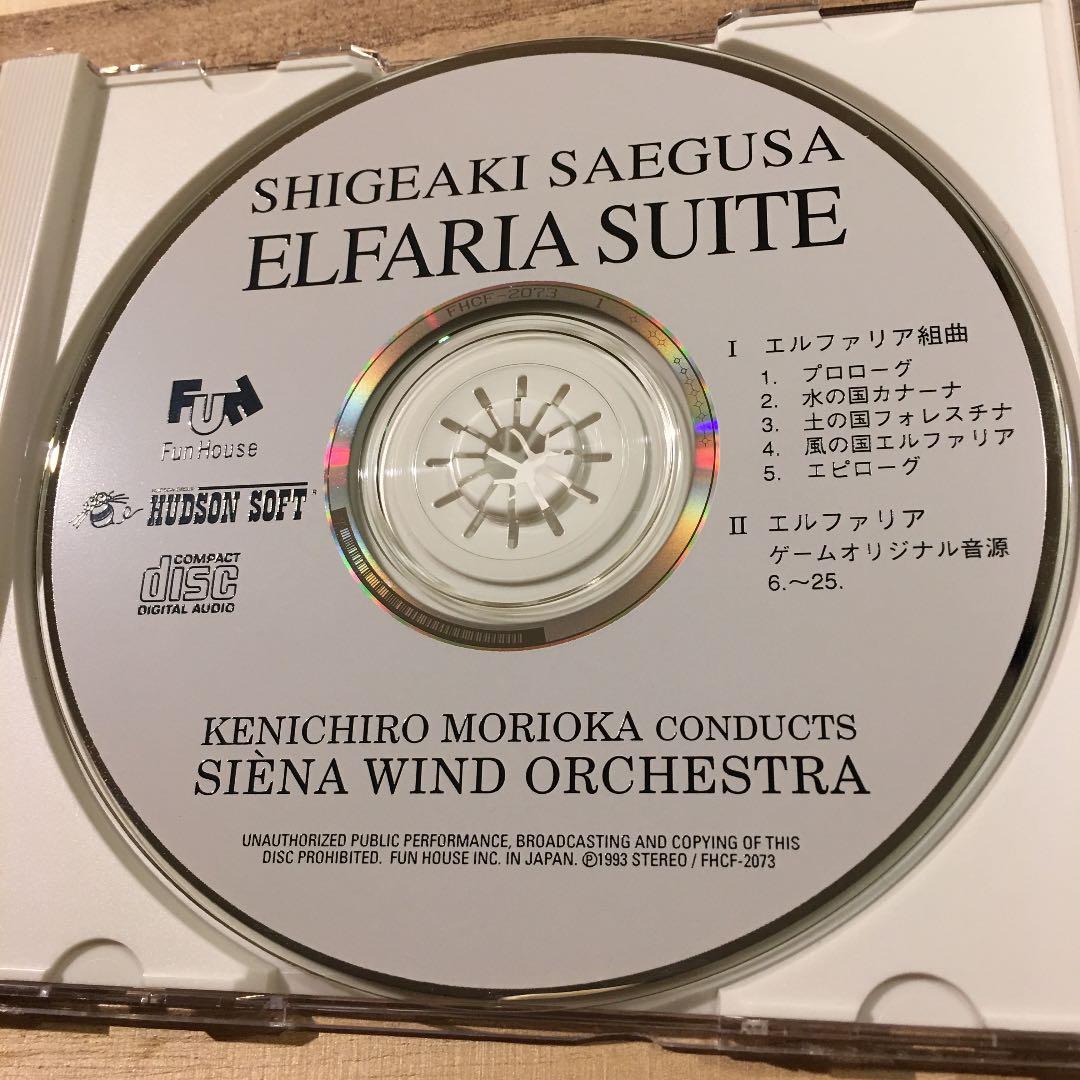 SHIGEAKI SAEGUSA
ELFARIA SUITE
FHCF-2073 1
FUN
Fun House
HUDSON SOFT
COMPACT
disc
DIGITAL AUDIO
I エルファリア組曲
1. プロローグ
2. 水の国カナーナ
3. 土の国フォレスチナ
4. 風の国エルファリア
5. エピローグ
II エルファリア
ゲームオリジナル音源
6.～25.
KENICHIRO MORIOKA CONDUCTS
SIÈNA WIND ORCHESTRA
UNAUTHORIZED PUBLIC PERFORMANCE, BROADCASTING AND COPYING OF THIS
DISC PROHIBITED. FUN HOUSE INC. IN JAPAN. ℗1993 STEREO / FHCF-2073